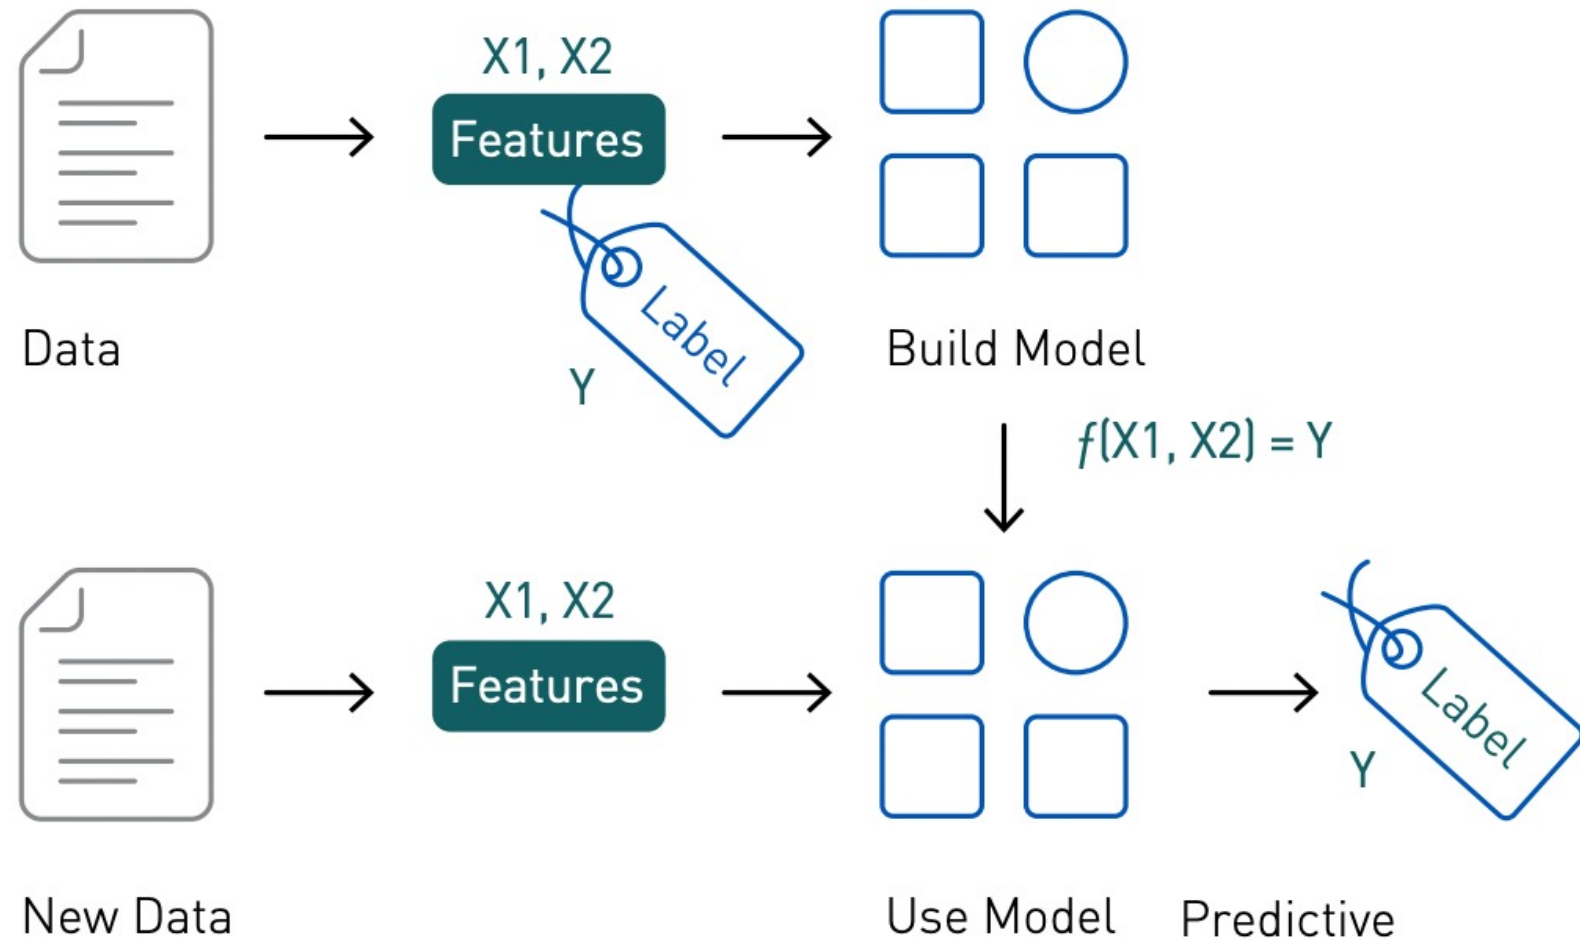 X1, X2
Features
Label
Y
Data
Build Model
f(X1, X2) = Y
X1, X2
Features
Label
Y
New Data
Use Model
Predictive